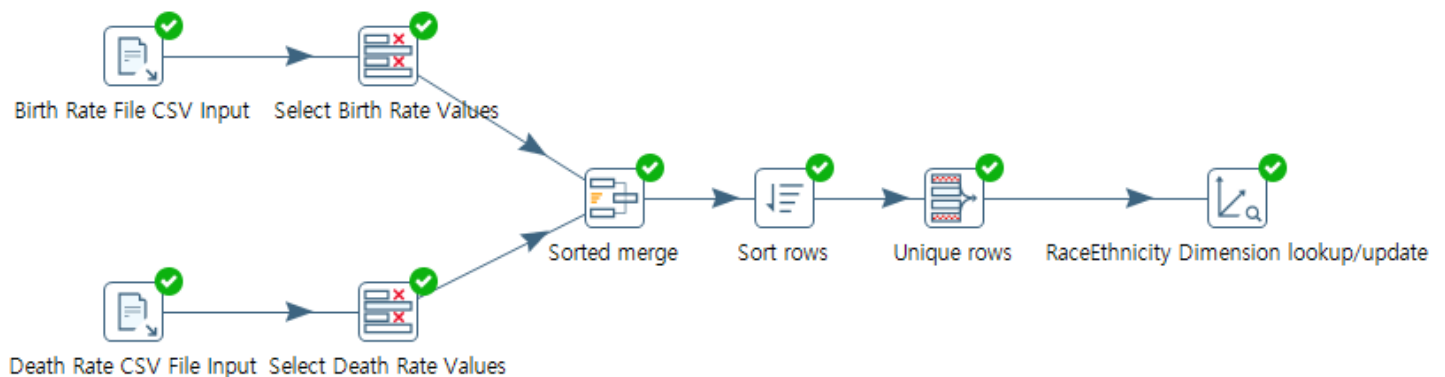 Birth Rate File CSV Input
Select Birth Rate Values
Sorted merge
Sort rows
Unique rows
RaceEthnicity Dimension lookup/update
Death Rate CSV File Input
Select Death Rate Values